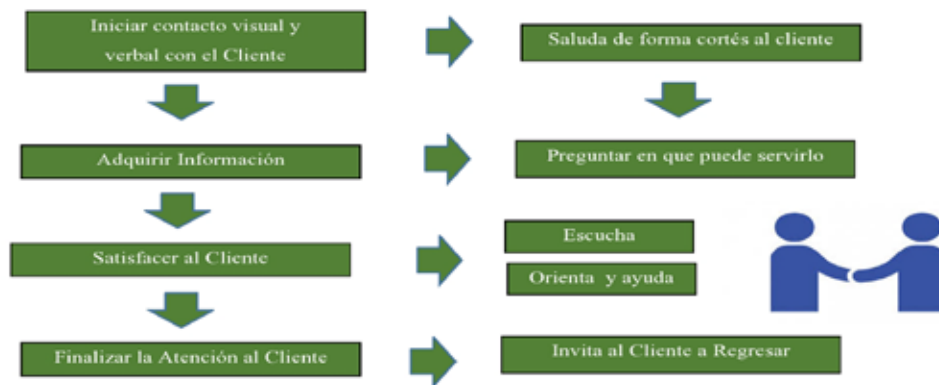 Iniciar contacto visual y
verbal con el Cliente
Saluda de forma cortés al cliente
Adquirir Información
Preguntar en que puede servirlo
Satisfacer al Cliente
Escucha
Orienta y ayuda
Finalizar la Atención al Cliente
Invita al Cliente a Regresar